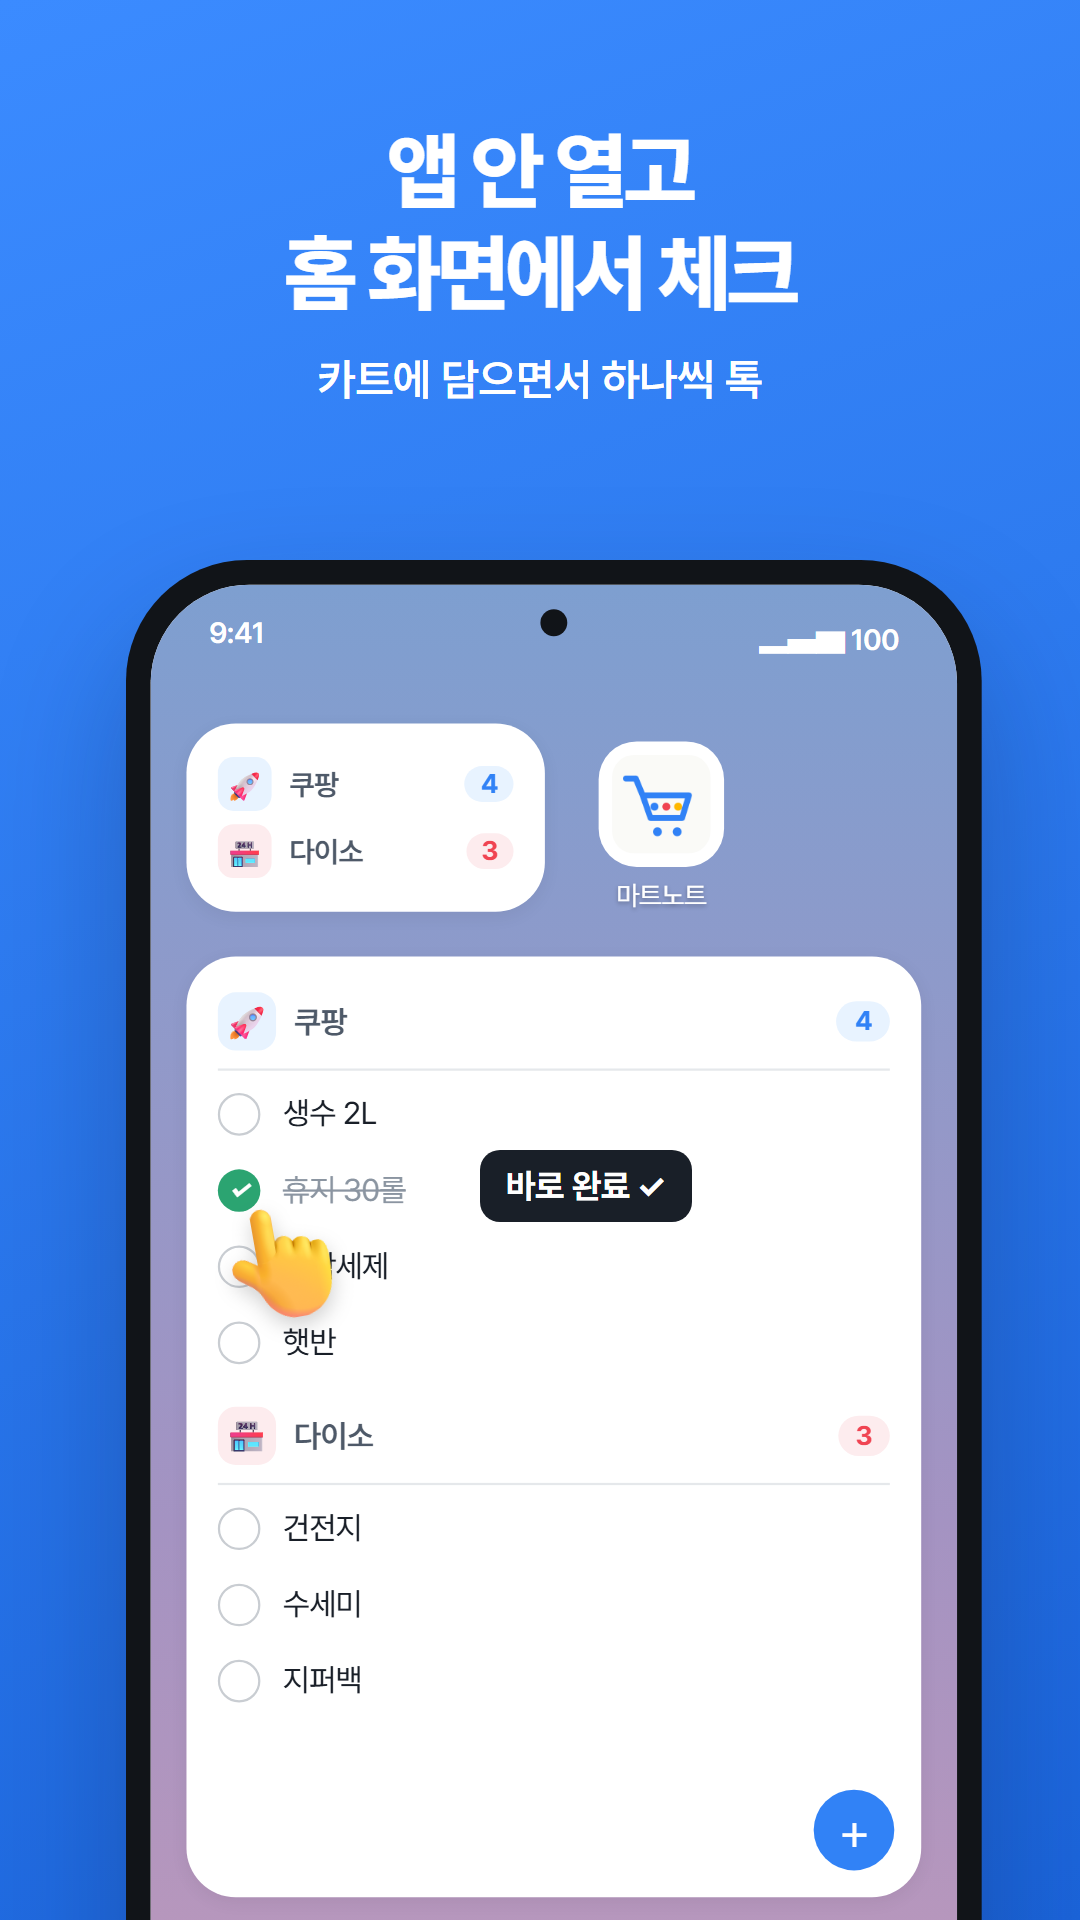 앱 안 열고
홈 화면에서 체크
카트에 담으면서 하나씩 톡
9:41
100
쿠팡 4
다이소 3
마트노트
쿠팡 4
생수 2L
휴지 30롤
바로 완료 ✓
세제
햇반
다이소 3
건전지
수세미
지퍼백
+